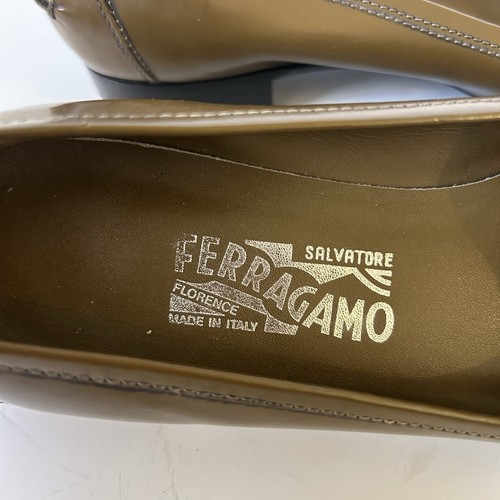 SALVATORE
FERRAGAMO
FLORENCE
MADE IN ITALY